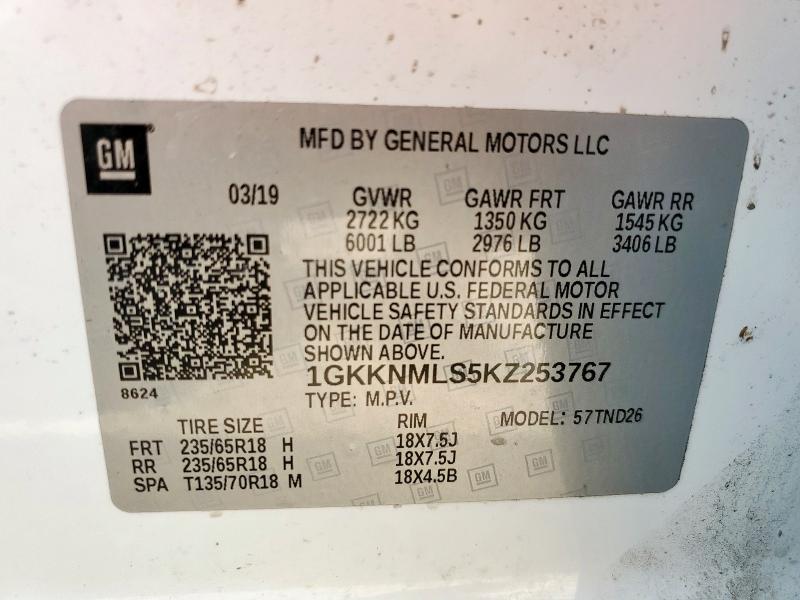 GM
MFD BY GENERAL MOTORS LLC
03/19 GVWR GAWR FRT GAWR RR
2722 KG 1350 KG 1545 KG
6001 LB 2976 LB 3406 LB
THIS VEHICLE CONFORMS TO ALL
APPLICABLE U.S. FEDERAL MOTOR
VEHICLE SAFETY STANDARDS IN EFFECT
ON THE DATE OF MANUFACTURE
SHOWN ABOVE.
1GKKNMLS5KZ253767
8624
TYPE: M.P.V. MODEL: 57TND26
TIRE SIZE RIM
FRT 235/65R18 H 18X7.5J
RR 235/65R18 H 18X7.5J
SPA T135/70R18 M 18X4.5B